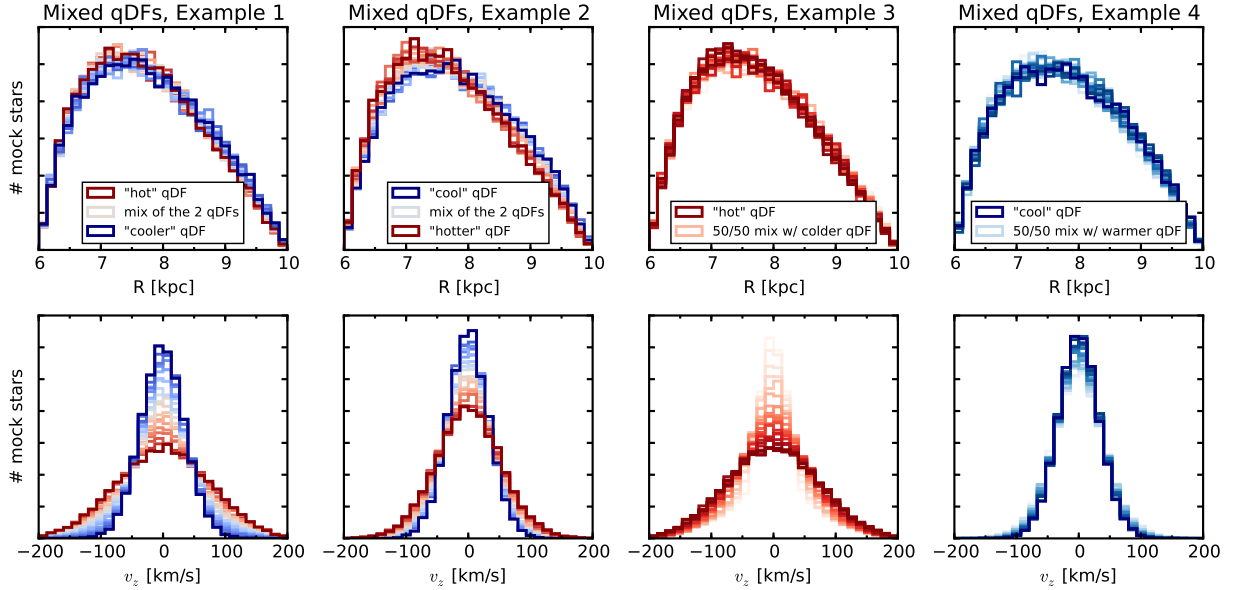 Mixed qDFs, Example 1
Mixed qDFs, Example 2
Mixed qDFs, Example 3
Mixed qDFs, Example 4
# mock stars
"hot" qDF
mix of the 2 qDFs
"cooler" qDF
"cool" qDF
mix of the 2 qDFs
"hotter" qDF
"hot" qDF
50/50 mix w/ colder qDF
"cool" qDF
50/50 mix w/ warmer qDF
6 7 8 9 10
6 7 8 9 10
6 7 8 9 10
6 7 8 9 10
R [kpc]
R [kpc]
R [kpc]
R [kpc]
# mock stars
−200 −100 0 100 200
−200 −100 0 100 200
−200 −100 0 100 200
−200 −100 0 100 200
v_z [km/s]
v_z [km/s]
v_z [km/s]
v_z [km/s]